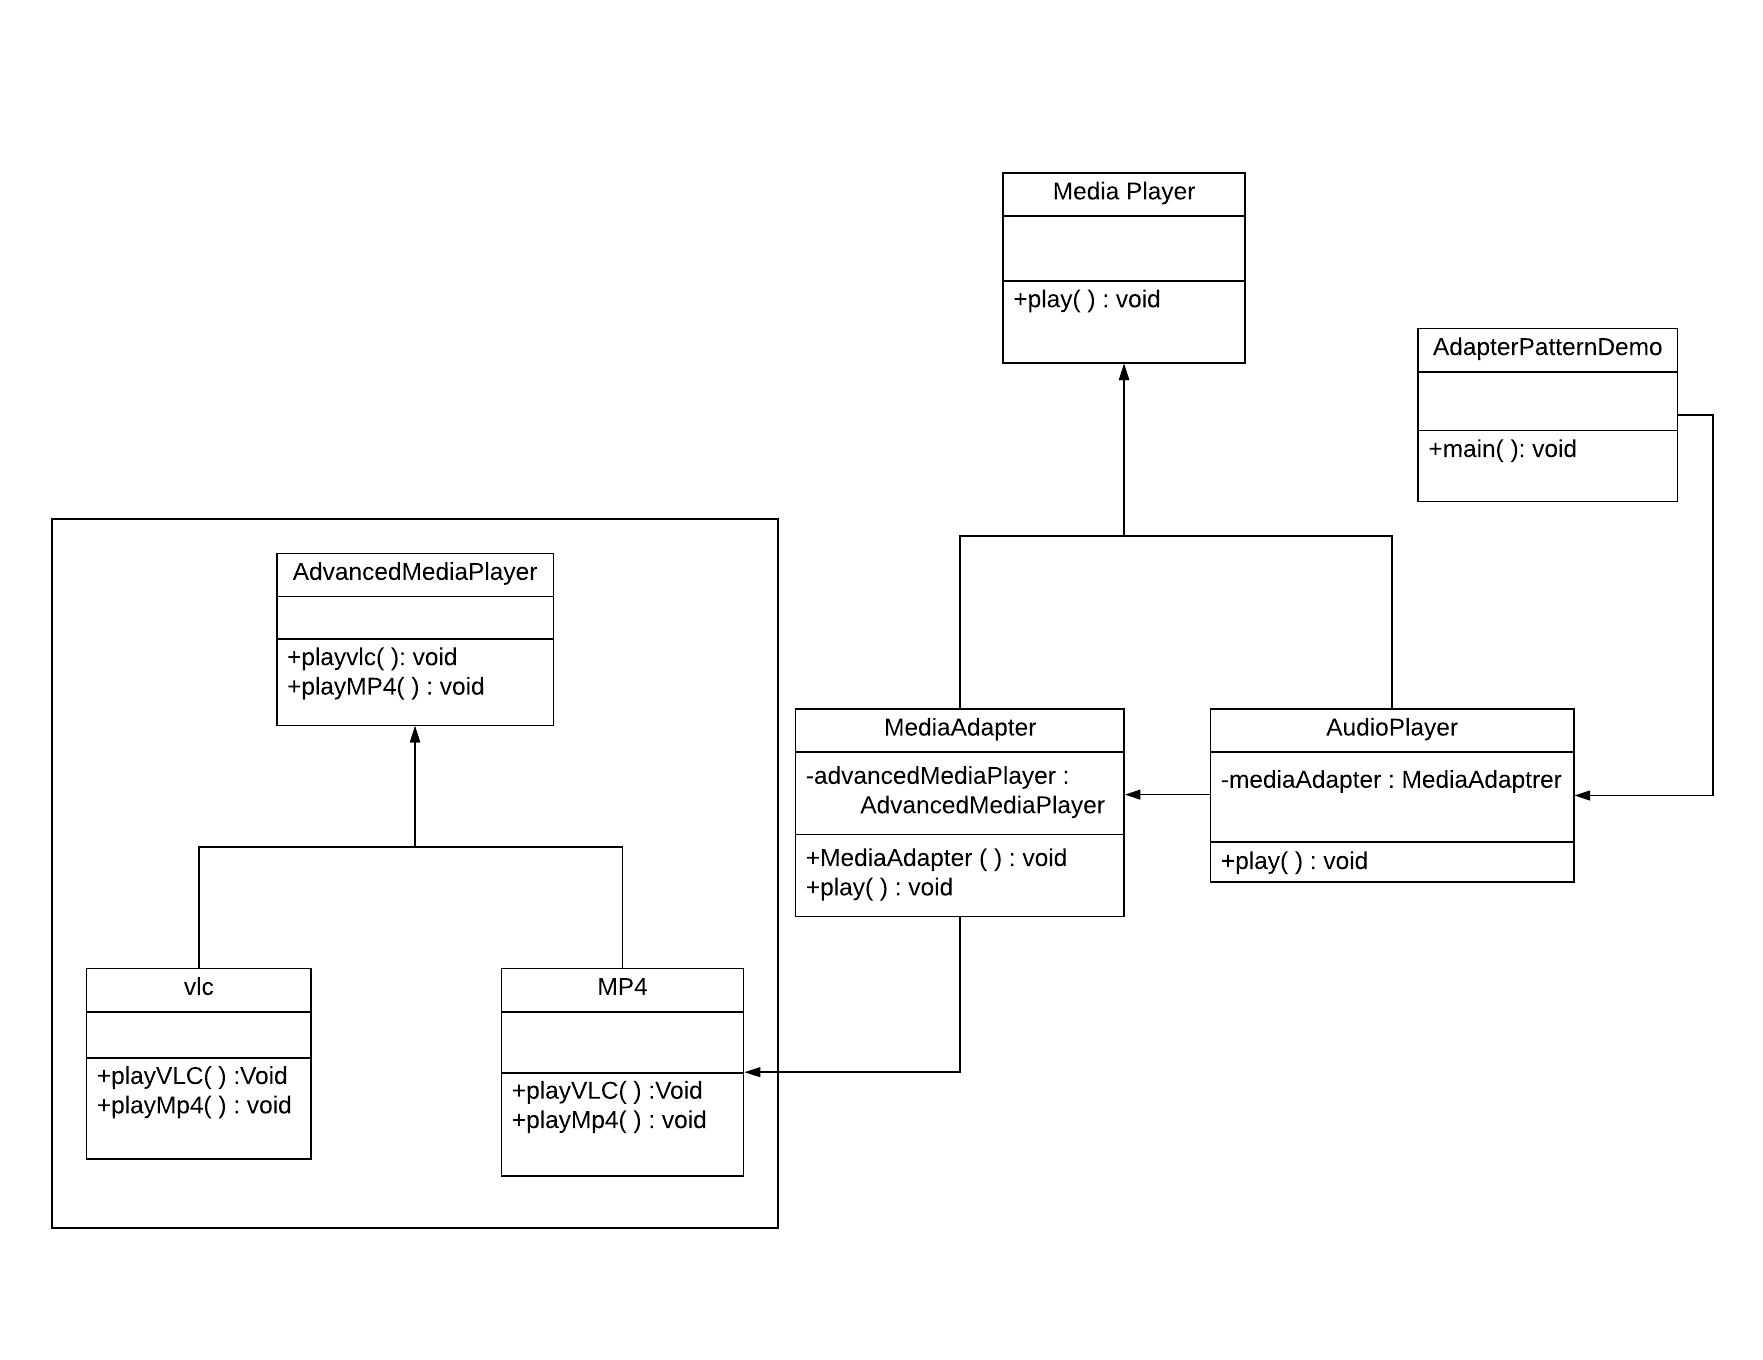 Media Player
+play( ) : void
AdapterPatternDemo
+main( ): void
AdvancedMediaPlayer
+playvlc( ): void
+playMP4( ) : void
MediaAdapter
-advancedMediaPlayer :
AdvancedMediaPlayer
+MediaAdapter ( ) : void
+play( ) : void
AudioPlayer
-mediaAdapter : MediaAdaptrer
+play( ) : void
vlc
+playVLC( ) :Void
+playMp4( ) : void
MP4
+playVLC( ) :Void
+playMp4( ) : void